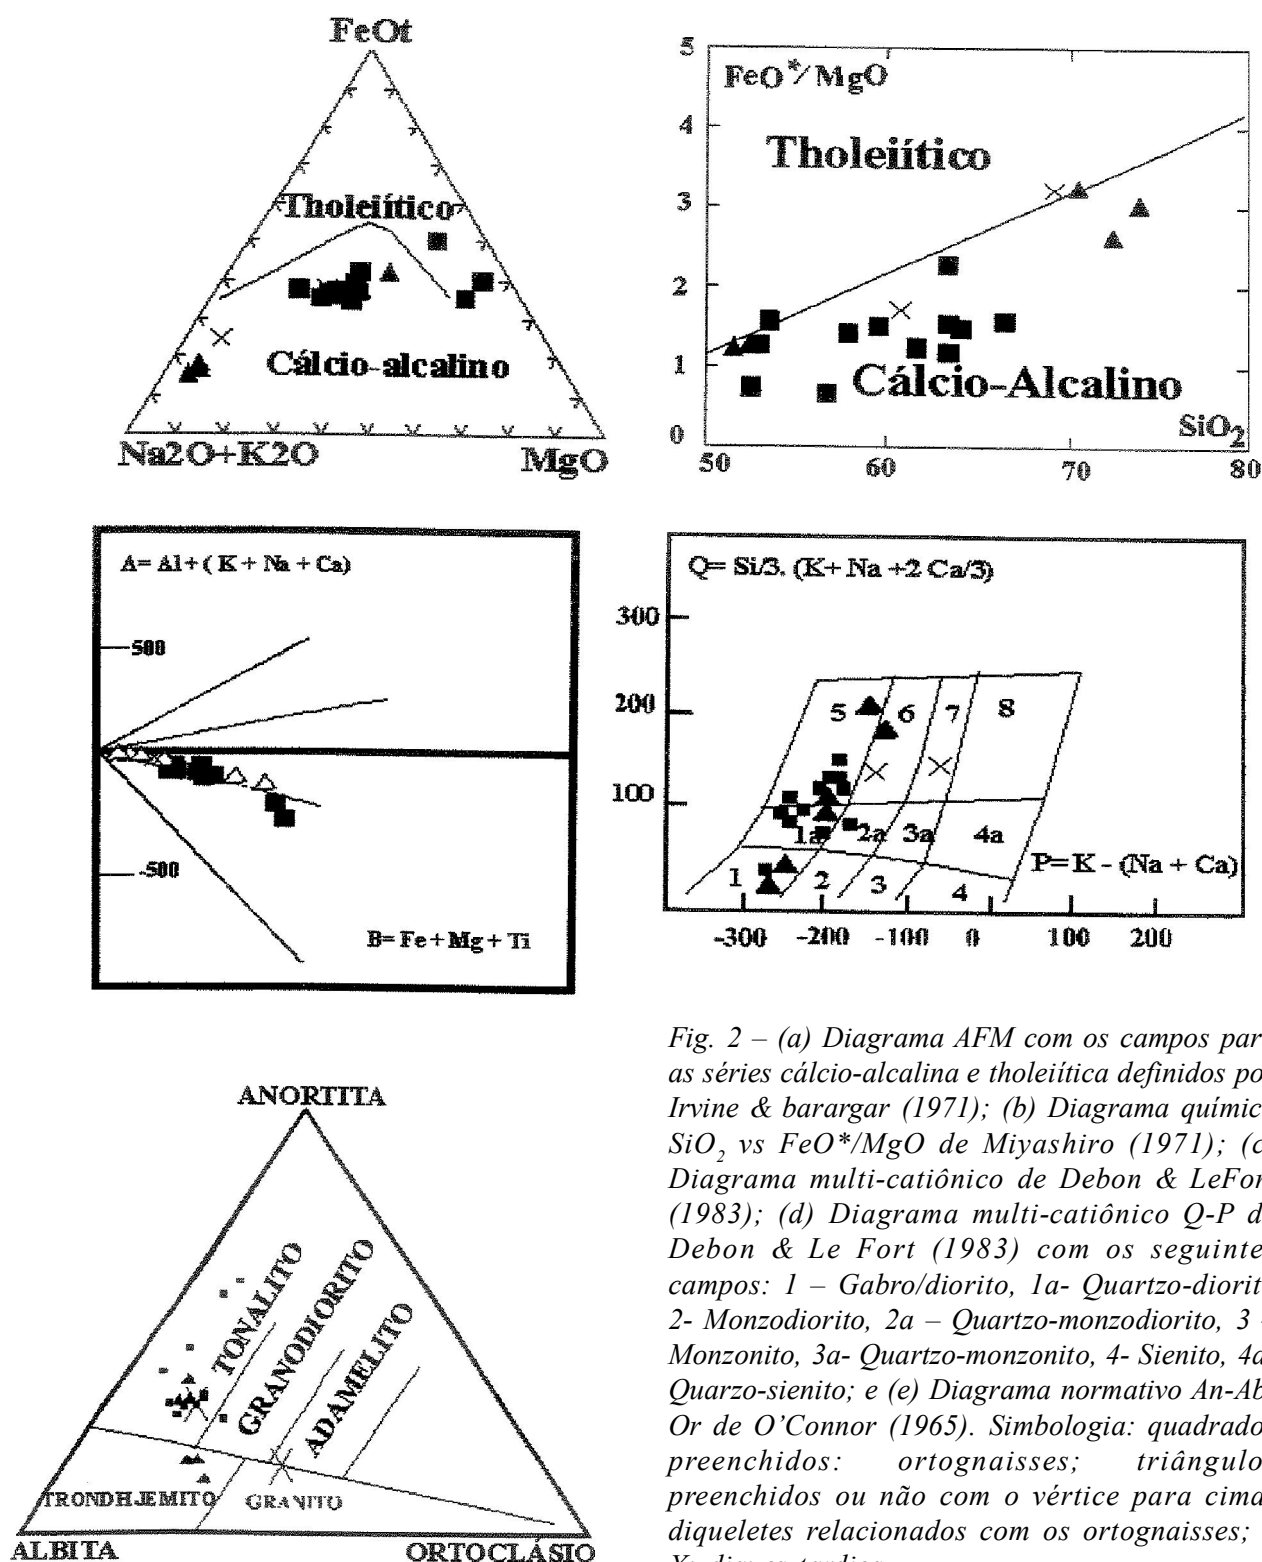 FeOt
Tholeiítico
Cálcio-alcalino
Na2O+K2O
MgO
FeO*/MgO
Tholeiítico
Cálcio-Alcalino
SiO2
5
4
3
2
1
0
50
60
70
80
A= Al+ ( K + Na + Ca)
500
-500
B= Fe + Mg + Ti
Q= Si/3. (K+ Na +2 Ca/3)
300
200
100
5
6
7
8
1a
2a
3a
4a
1
2
3
4
P= K - (Na + Ca)
-300
-200
-100
0
100
200
ANORTITA
TONALITO
GRANODIORITO
ADAMELITO
TRONDHJEMITO
GRANITO
ALBITA
ORTOCLÁSIO
Fig. 2 – (a) Diagrama AFM com os campos par
as séries cálcio-alcalina e tholeiítica definidos po
Irvine & barargar (1971); (b) Diagrama químic
SiO2 vs FeO*/MgO de Miyashiro (1971); (c
Diagrama multi-catiônico de Debon & LeFor
(1983); (d) Diagrama multi-catiônico Q-P d
Debon & Le Fort (1983) com os seguinte
campos: 1 – Gabro/diorito, 1a- Quartzo-diorit
2- Monzodiorito, 2a – Quartzo-monzodiorito, 3 -
Monzonito, 3a- Quartzo-monzonito, 4- Sienito, 4a
Quarzo-sienito; e (e) Diagrama normativo An-Ab
Or de O'Connor (1965). Simbologia: quadrado
preenchidos: ortognaisses; triângulo
preenchidos ou não com o vértice para cima
diqueletes relacionados com os ortognaisses;